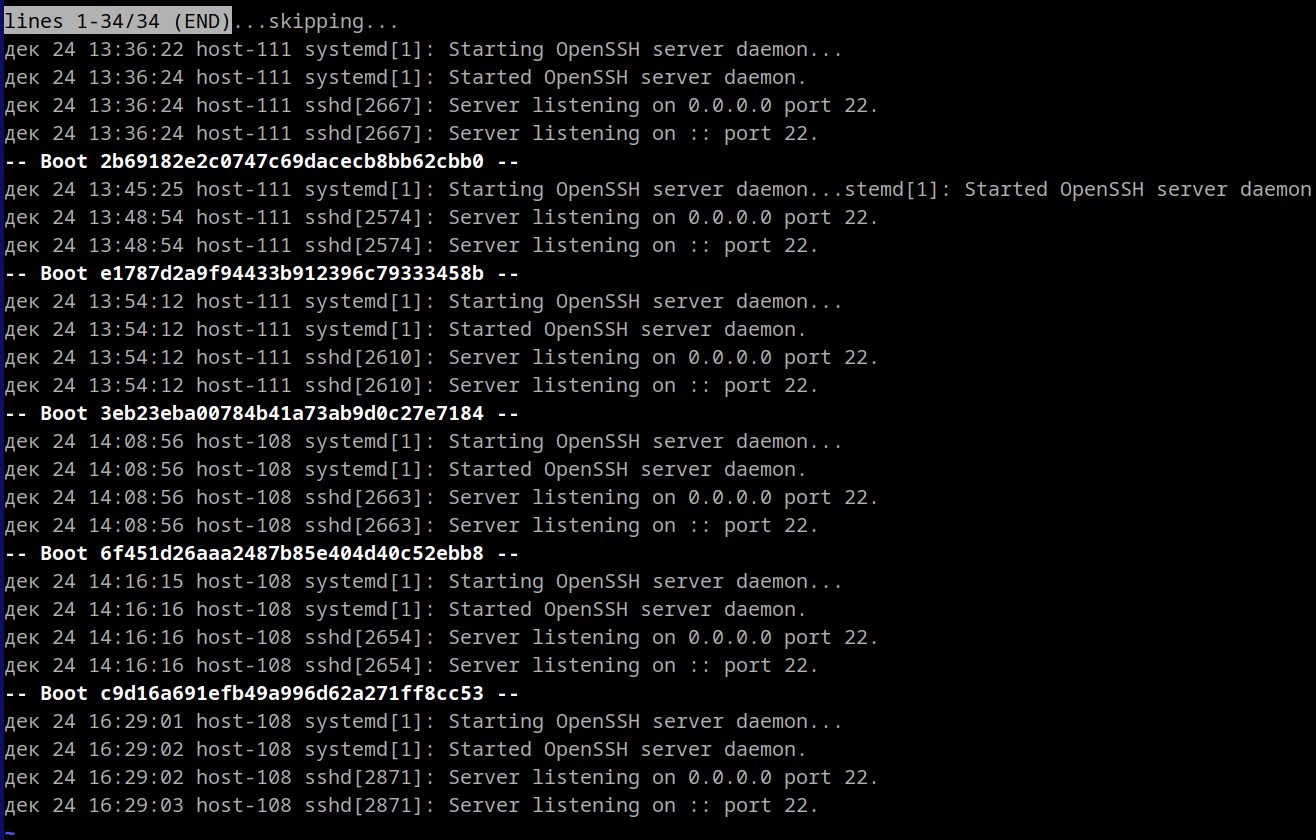 lines 1-34/34 (END)...skipping...
дек 24 13:36:22 host-111 systemd[1]: Starting OpenSSH server daemon...
дек 24 13:36:24 host-111 systemd[1]: Started OpenSSH server daemon.
дек 24 13:36:24 host-111 sshd[2667]: Server listening on 0.0.0.0 port 22.
дек 24 13:36:24 host-111 sshd[2667]: Server listening on :: port 22.
-- Boot 2b69182e2c0747c69dacecb8bb62cbb0 --
дек 24 13:45:25 host-111 systemd[1]: Starting OpenSSH server daemon...stemd[1]: Started OpenSSH server daemon
дек 24 13:48:54 host-111 sshd[2574]: Server listening on 0.0.0.0 port 22.
дек 24 13:48:54 host-111 sshd[2574]: Server listening on :: port 22.
-- Boot e1787d2a9f94433b912396c79333458b --
дек 24 13:54:12 host-111 systemd[1]: Starting OpenSSH server daemon...
дек 24 13:54:12 host-111 systemd[1]: Started OpenSSH server daemon.
дек 24 13:54:12 host-111 sshd[2610]: Server listening on 0.0.0.0 port 22.
дек 24 13:54:12 host-111 sshd[2610]: Server listening on :: port 22.
-- Boot 3eb23eba00784b41a73ab9d0c27e7184 --
дек 24 14:08:56 host-108 systemd[1]: Starting OpenSSH server daemon...
дек 24 14:08:56 host-108 systemd[1]: Started OpenSSH server daemon.
дек 24 14:08:56 host-108 sshd[2663]: Server listening on 0.0.0.0 port 22.
дек 24 14:08:56 host-108 sshd[2663]: Server listening on :: port 22.
-- Boot 6f451d26aaa2487b85e404d40c52ebb8 --
дек 24 14:16:15 host-108 systemd[1]: Starting OpenSSH server daemon...
дек 24 14:16:16 host-108 systemd[1]: Started OpenSSH server daemon.
дек 24 14:16:16 host-108 sshd[2654]: Server listening on 0.0.0.0 port 22.
дек 24 14:16:16 host-108 sshd[2654]: Server listening on :: port 22.
-- Boot c9d16a691efb49a996d62a271ff8cc53 --
дек 24 16:29:01 host-108 systemd[1]: Starting OpenSSH server daemon...
дек 24 16:29:02 host-108 systemd[1]: Started OpenSSH server daemon.
дек 24 16:29:02 host-108 sshd[2871]: Server listening on 0.0.0.0 port 22.
дек 24 16:29:03 host-108 sshd[2871]: Server listening on :: port 22.
~